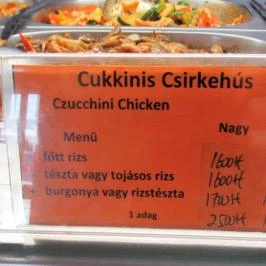 Cukkinis Csirkehús
Czucchini Chicken
Menü Nagy
+ főtt rizs 1600Ft
+ tészta vagy tojásos rizs 1600Ft
+ burgonya vagy rizstészta 1700Ft
1 adag 2500Ft